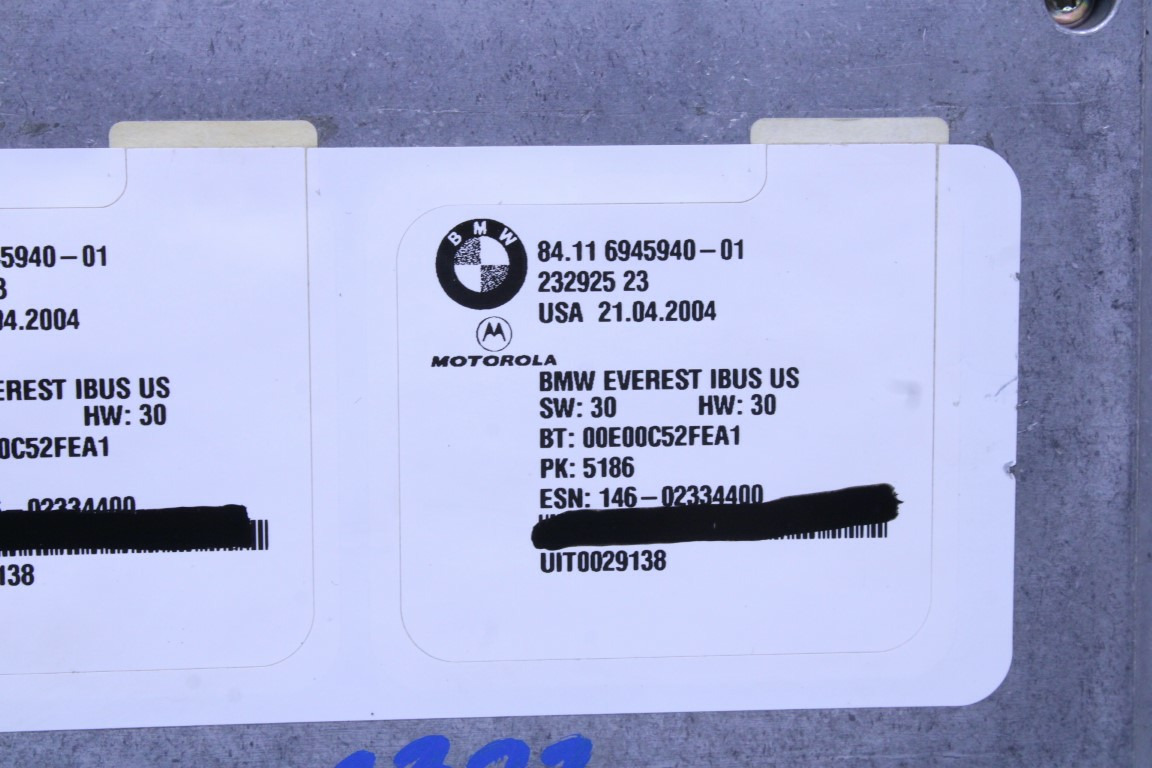 5940-01
04.2004
EREST IBUS US
HW: 30
0C52FEA1
-02334400
138
BMW
84.11 6945940-01
232925 23
USA 21.04.2004
MOTOROLA
BMW EVEREST IBUS US
SW: 30 HW: 30
BT: 00E00C52FEA1
PK: 5186
ESN: 146-02334400
UIT0029138